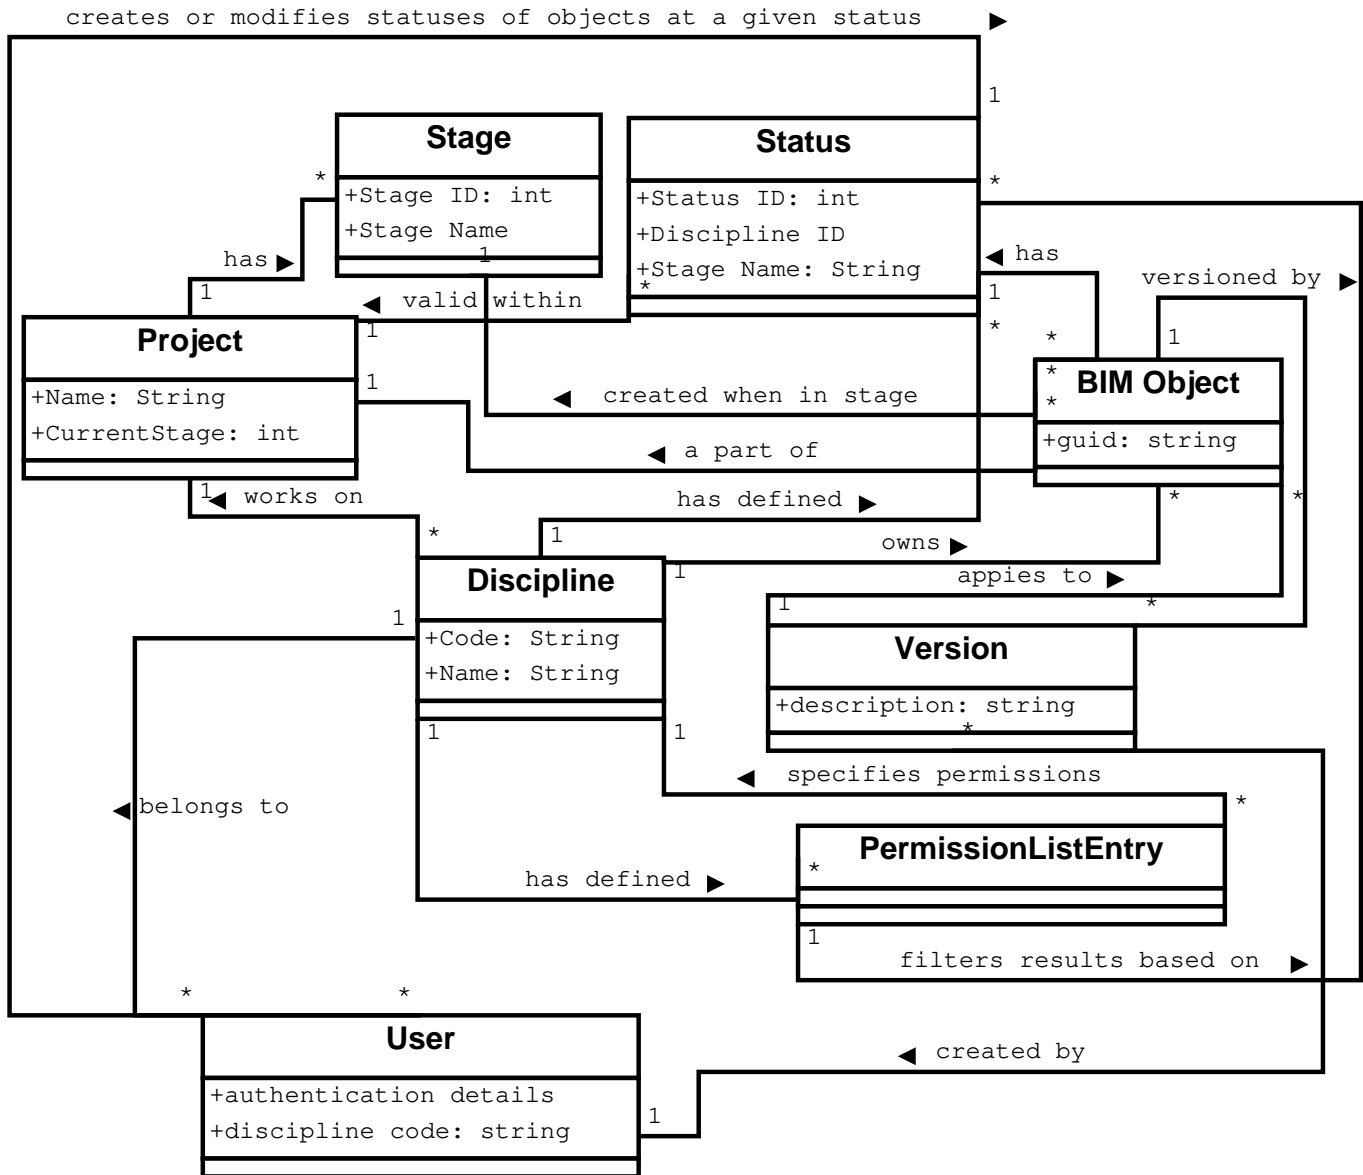 creates or modifies statuses of objects at a given status ►
1
Stage
Status
* +Stage ID: int
+Stage Name
1
*
+Status ID: int
+Discipline ID
+Stage Name: String
*
has ►
1
◄ has
1
versioned by ►
◄ valid within
1
*
*
1
Project
+Name: String
+CurrentStage: int
1
BIM Object
*
*
+guid: string
◄ created when in stage
◄ a part of
1
◄ works on
*
has defined ►
1
*
*
owns ►
1
Discipline
+Code: String
+Name: String
1
appies to ►
1
*
Version
+description: string
*
1
1
◄ specifies permissions
*
◄ belongs to
PermissionListEntry
*
has defined ►
1
filters results based on ►
*
*
User
+authentication details
+discipline code: string
1
◄ created by